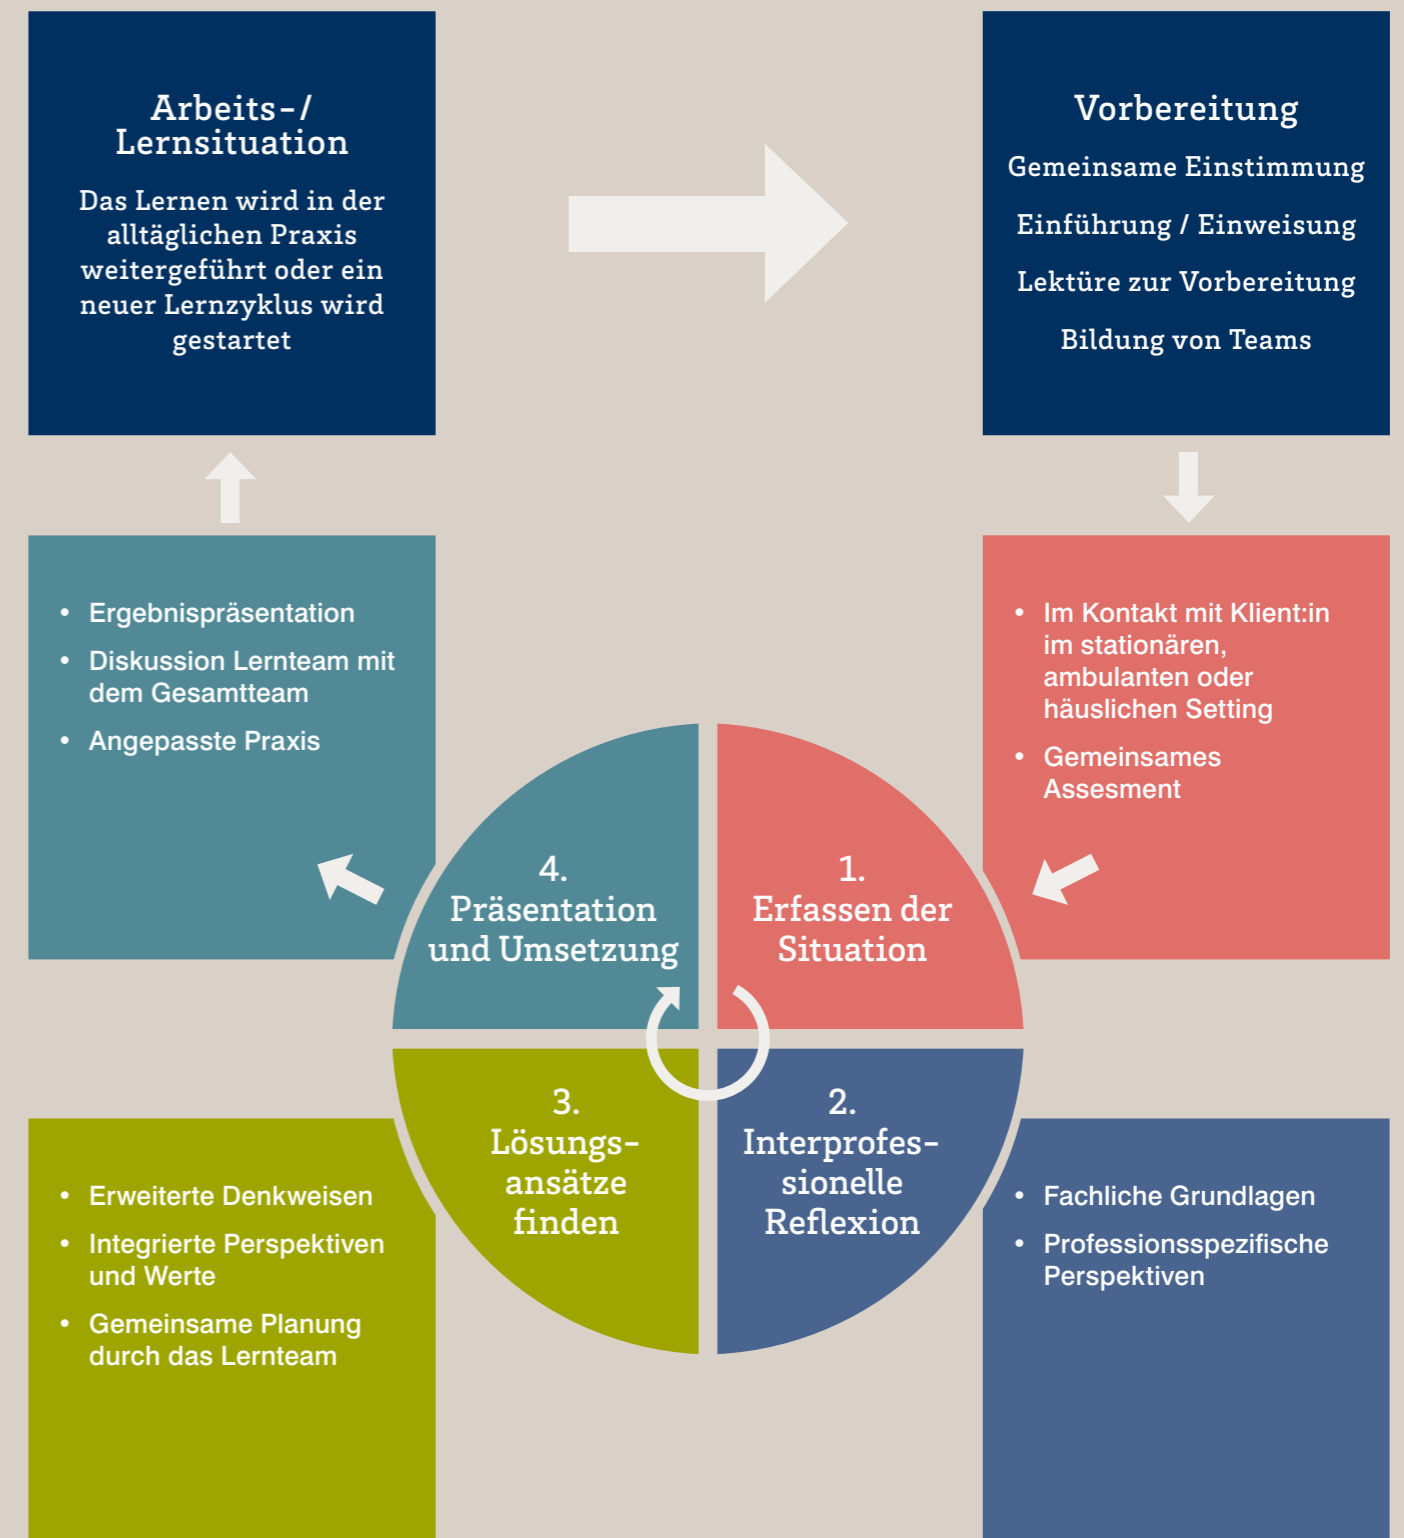 Arbeits-/
Lernsituation
Das Lernen wird in der
alltäglichen Praxis
weitergeführt oder ein
neuer Lernzyklus wird
gestartet
Vorbereitung
Gemeinsame Einstimmung
Einführung / Einweisung
Lektüre zur Vorbereitung
Bildung von Teams
• Ergebnispräsentation
• Diskussion Lernteam mit
dem Gesamtteam
• Angepasste Praxis
• Im Kontakt mit Klient:in
im stationären,
ambulanten oder
häuslichen Setting
• Gemeinsames
Assesment
4.
Präsentation
und Umsetzung
1.
Erfassen der
Situation
3.
Lösungs-
ansätze
finden
2.
Interprofes-
sionelle
Reflexion
• Erweiterte Denkweisen
• Integrierte Perspektiven
und Werte
• Gemeinsame Planung
durch das Lernteam
• Fachliche Grundlagen
• Professionsspezifische
Perspektiven